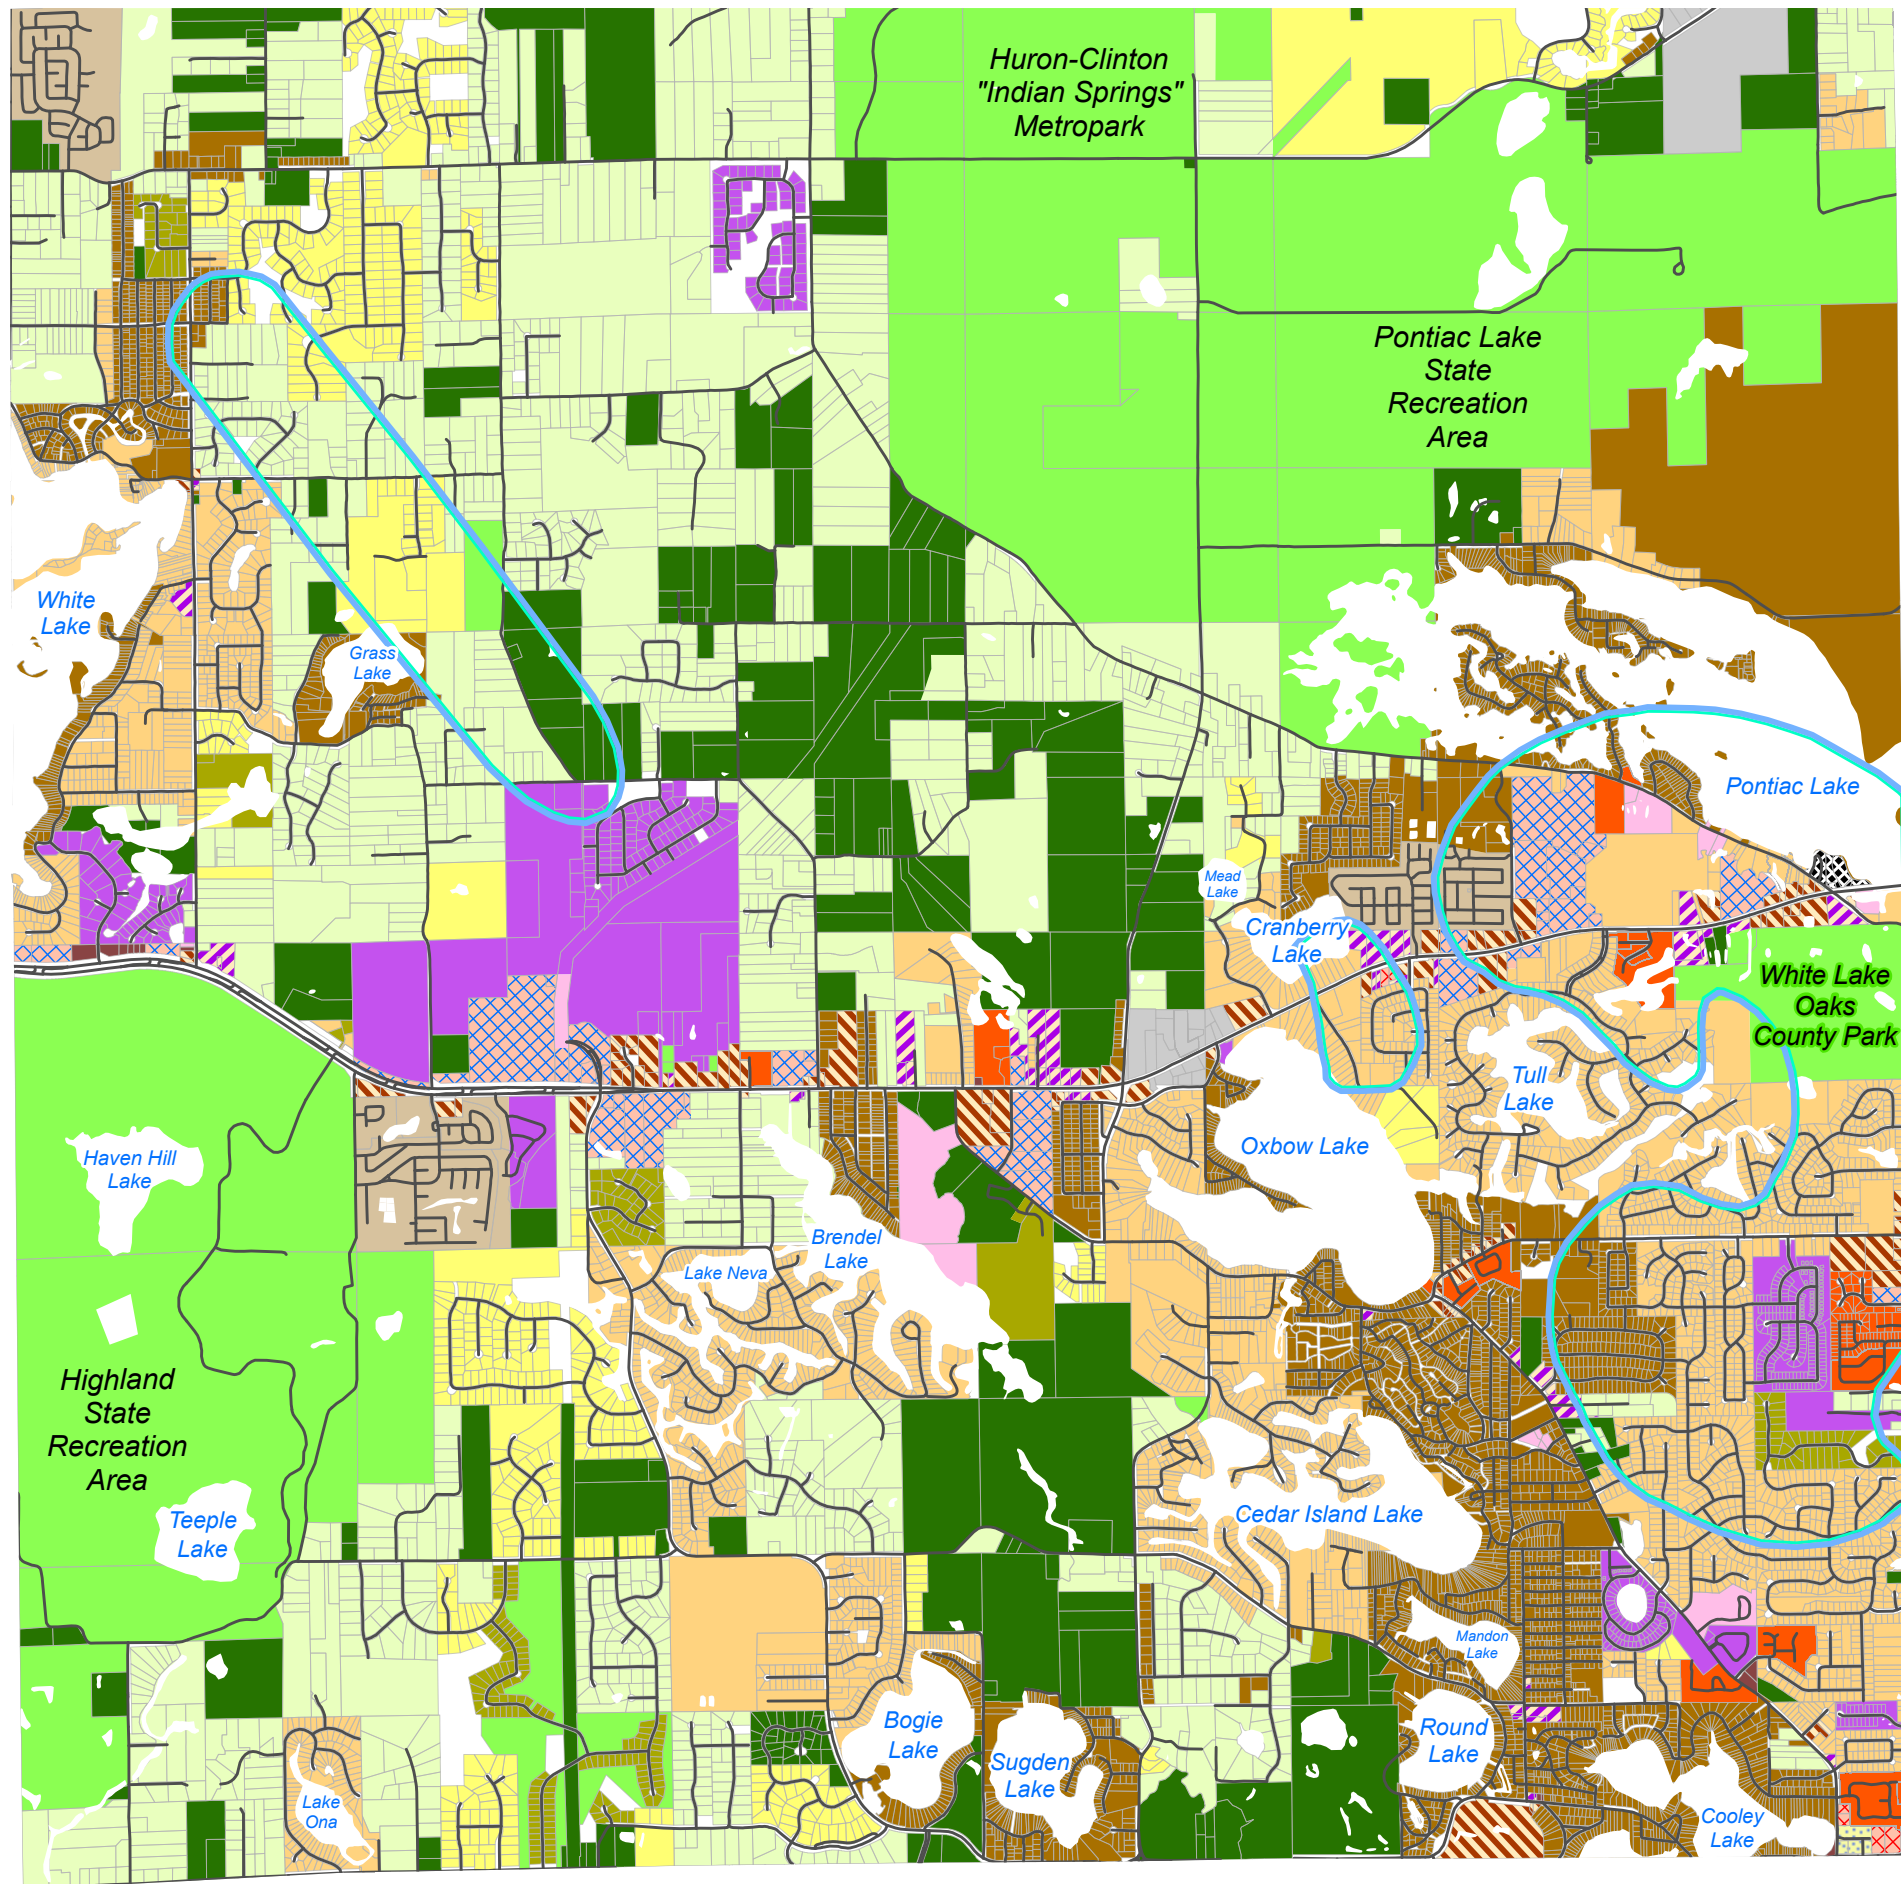 Huron-Clinton
"Indian Springs"
Metropark
Pontiac Lake
State
Recreation
Area
White
Lake
Grass
Lake
Pontiac Lake
Mead
Lake
Cranberry
Lake
White Lake
Oaks
County Park
Tull
Lake
Oxbow Lake
Haven Hill
Lake
Brendel
Lake
Lake Neva
Highland
State
Recreation
Area
Teeple
Lake
Cedar Island Lake
Mandon
Lake
Bogie
Lake
Sugden
Lake
Round
Lake
Lake
Ona
Cooley
Lake